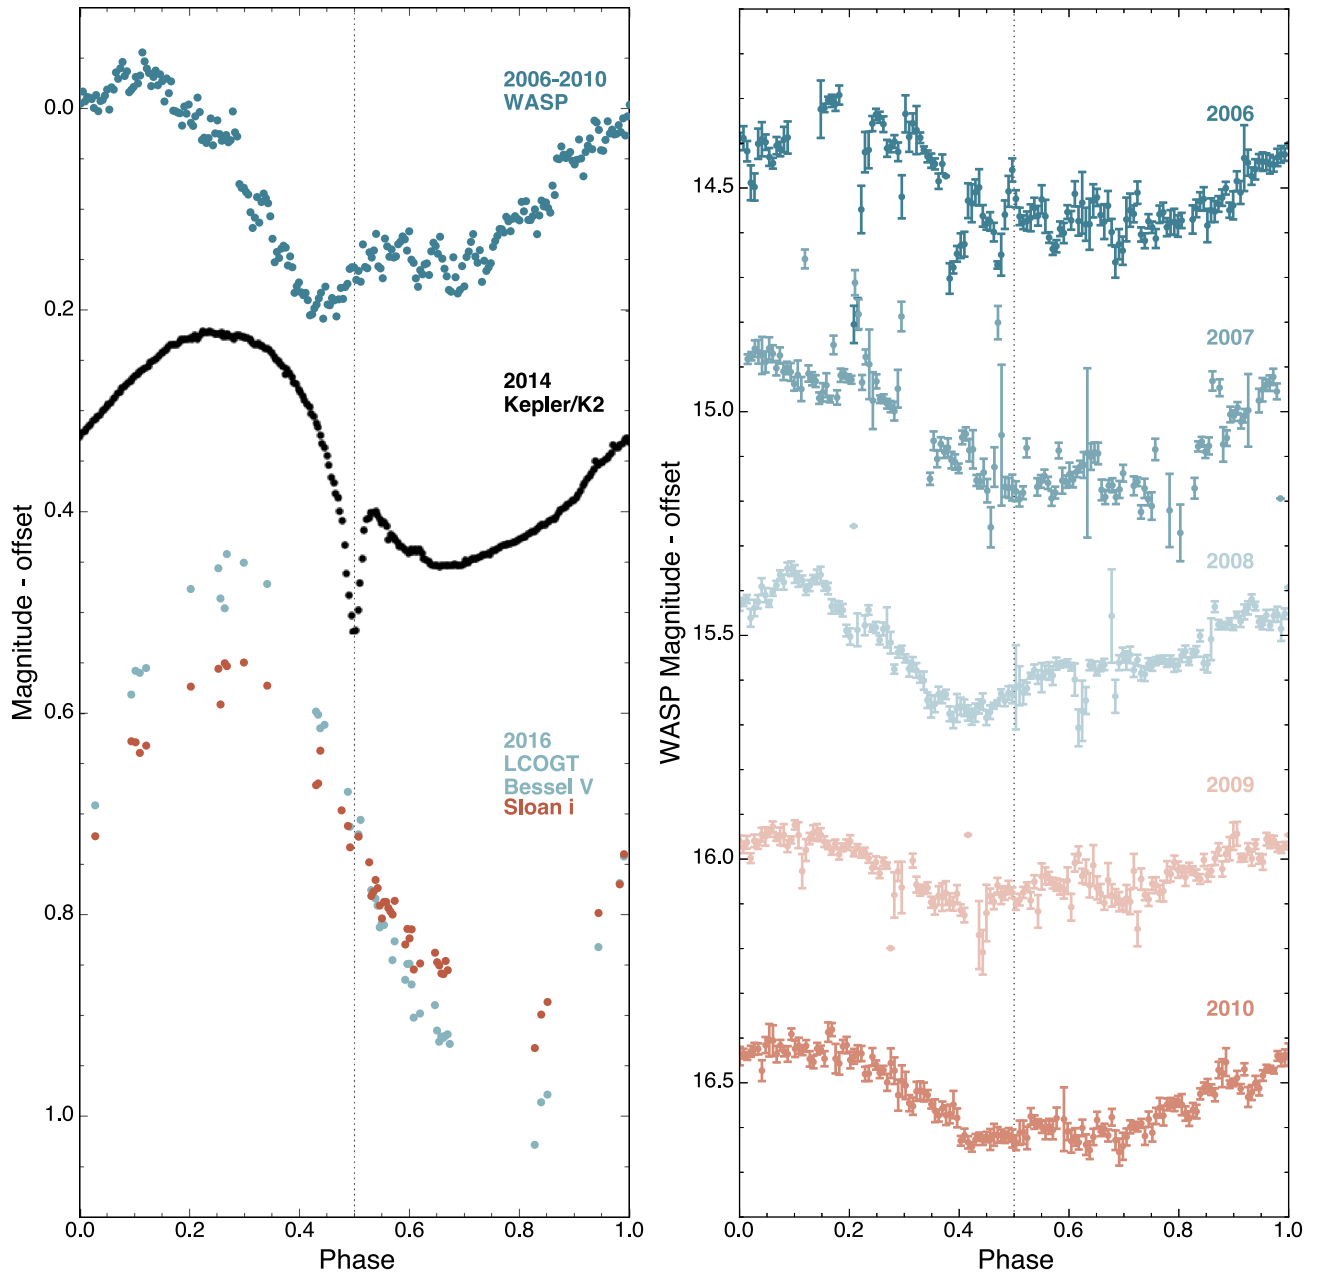 2006-2010
WASP
2014
Kepler/K2
2016
LCOGT
Bessel V
Sloan i
0.0
0.2
0.4
0.6
0.8
1.0
Magnitude - offset
0.0 0.2 0.4 0.6 0.8 1.0
Phase
2006
2007
2008
2009
2010
14.5
15.0
15.5
16.0
16.5
WASP Magnitude - offset
0.0 0.2 0.4 0.6 0.8 1.0
Phase